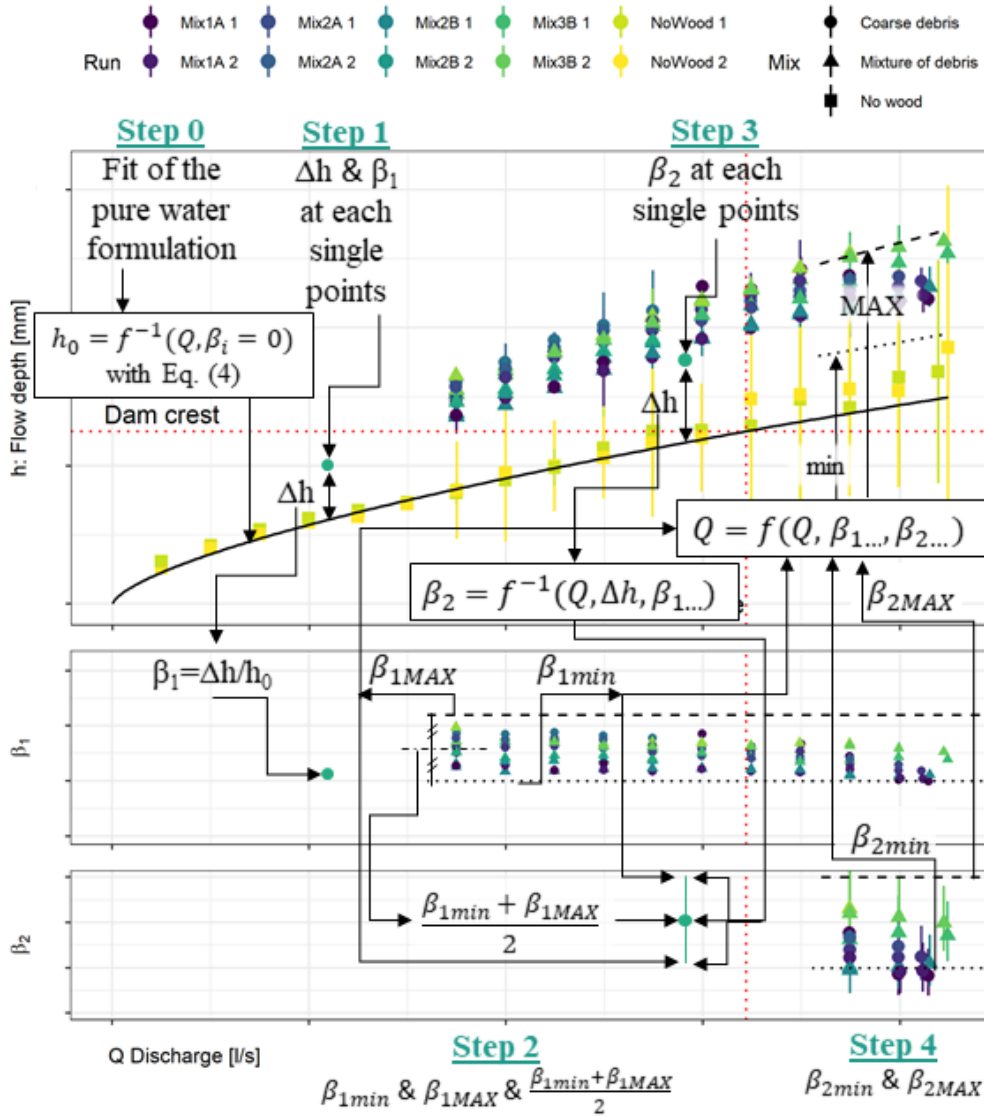 Mix1A 1 Mix2A 1 Mix2B 1 Mix3B 1 NoWood 1 Coarse debris
Run Mix1A 2 Mix2A 2 Mix2B 2 Mix3B 2 NoWood 2 Mix Mixture of debris
No wood
Step 0
Fit of the
pure water
formulation
Step 1
Δh & β₁
at each
single
points
Step 3
β₂ at each
single points
h₀ = f⁻¹(Q, βᵢ = 0)
with Eq. (4)
Dam crest
h: Flow depth [mm]
MAX
Δh
min
Δh
Q = f(Q, β₁..., β₂...)
β₂ = f⁻¹(Q, Δh, β₁...)
β₂MAX
β₁=Δh/h₀
β₁MAX
β₁min
β₁
β₂min
β₁min + β₁MAX
2
β₂
Q Discharge [l/s]
Step 2
β₁min & β₁MAX & β₁min+β₁MAX
2
Step 4
β₂min & β₂MAX